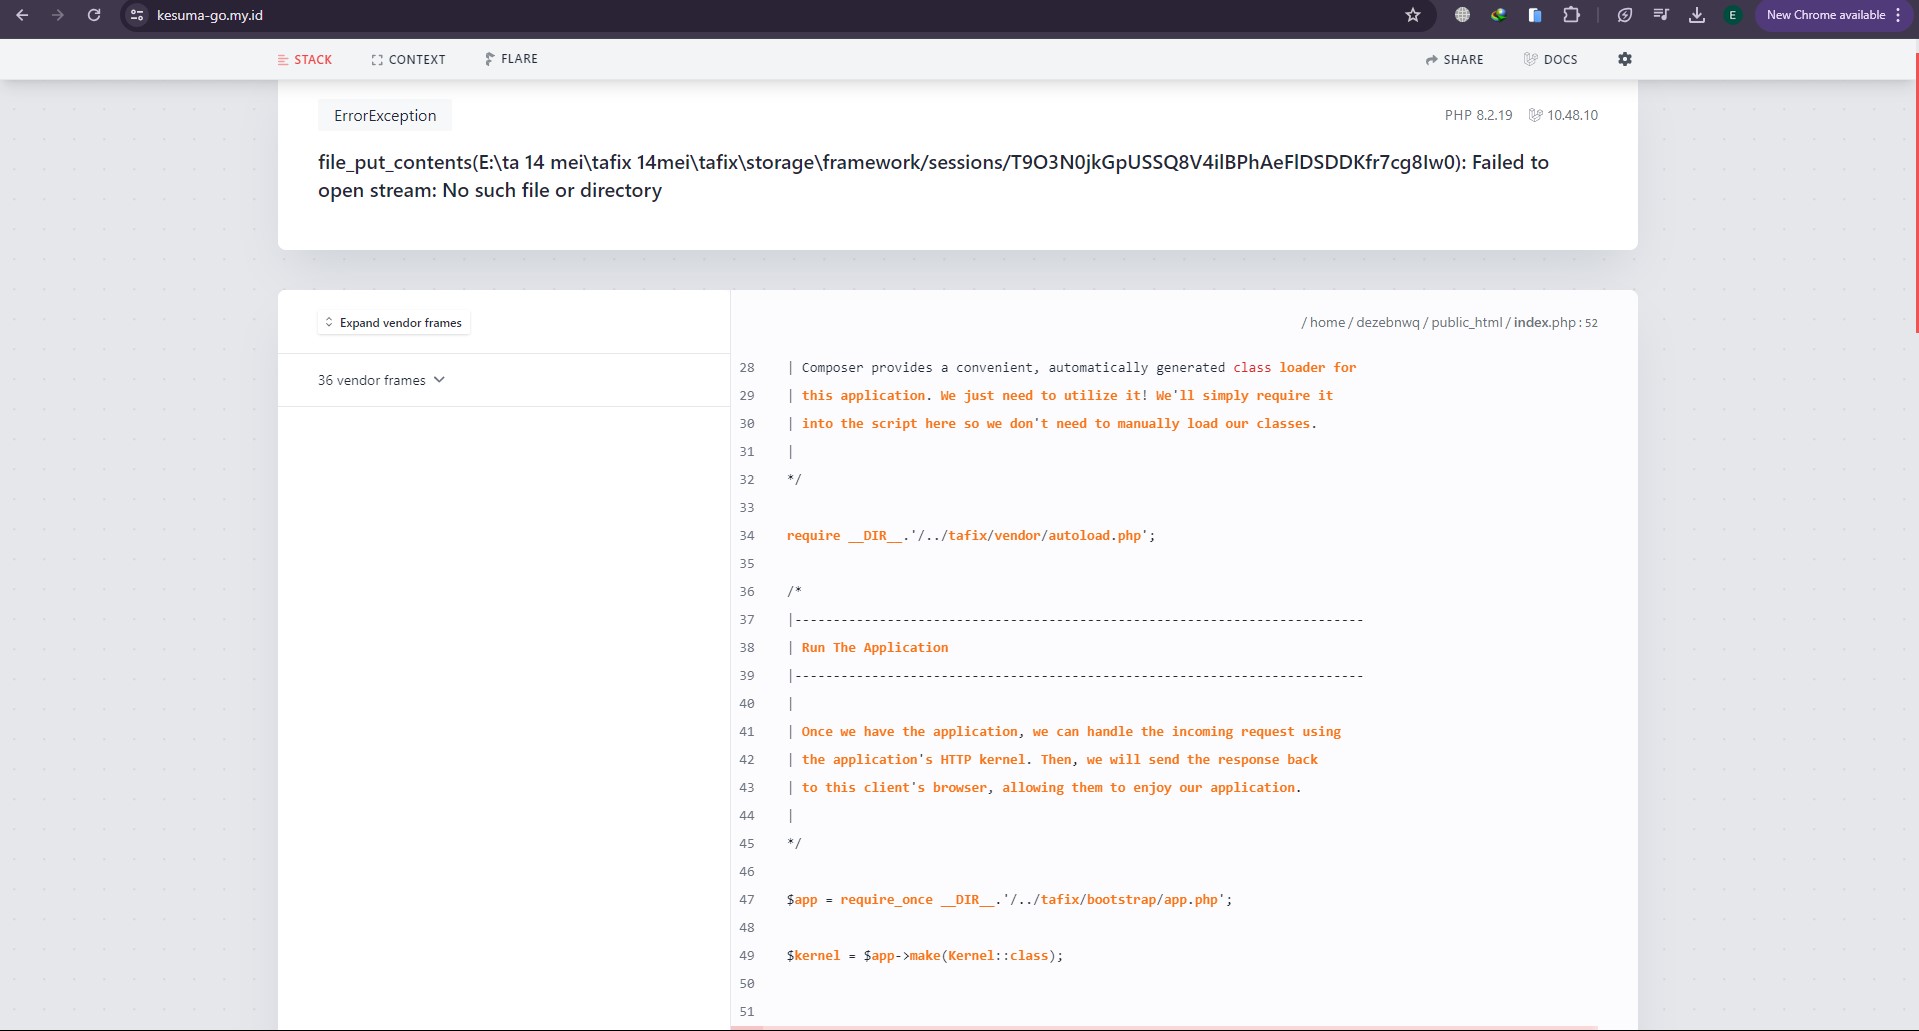 kesuma-go.my.id
E
New Chrome available
STACK
CONTEXT
FLARE
SHARE
DOCS
ErrorException
PHP 8.2.19
10.48.10
file_put_contents(E:\ta 14 mei\tafix 14mei\tafix\storage\framework/sessions/T9O3N0jkGpUSSQ8V4ilBPhAeFlDSDDKfr7cg8Iw0): Failed to
open stream: No such file or directory
Expand vendor frames
36 vendor frames
/ home / dezebnwq / public_html / index.php : 52
28 | Composer provides a convenient, automatically generated class loader for
29 | this application. We just need to utilize it! We'll simply require it
30 | into the script here so we don't need to manually load our classes.
31 |
32 */
33
34 require __DIR__.'/../tafix/vendor/autoload.php';
35
36 /*
37 |--------------------------------------------------------------------------
38 | Run The Application
39 |--------------------------------------------------------------------------
40 |
41 | Once we have the application, we can handle the incoming request using
42 | the application's HTTP kernel. Then, we will send the response back
43 | to this client's browser, allowing them to enjoy our application.
44 |
45 */
46
47 $app = require_once __DIR__.'/../tafix/bootstrap/app.php';
48
49 $kernel = $app->make(Kernel::class);
50
51